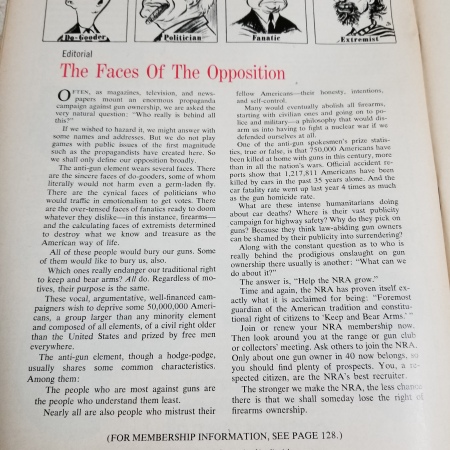 Do-Gooder
Politician
Fanatic
Extremist
Editorial
The Faces Of The Opposition
OFTEN, as magazines, television, and news-
papers mount an enormous propaganda
campaign against gun ownership, we are asked the
very natural question: "Who really is behind all
this?"
If we wished to hazard it, we might answer with
some names and addresses. But we do not play
games with public issues of the first magnitude
such as the propagandists have created here. So
we shall only define our opposition broadly.
The anti-gun element wears several faces. There
are the sincere faces of do-gooders, some of whom
literally would not harm even a germ-laden fly.
There are the cynical faces of politicians who
would traffic in emotionalism to get votes. There
are the over-tensed faces of fanatics ready to doom
whatever they dislike—in this instance, firearms—
and the calculating faces of extremists determined
to destroy what we know and treasure as the
American way of life.
All of these people would bury our guns. Some
of them would like to bury us, also.
Which ones really endanger our traditional right
to keep and bear arms? All do. Regardless of mo-
tives, their purpose is the same.
These vocal, argumentative, well-financed cam-
paigners wish to deprive some 50,000,000 Ameri-
cans, a group larger than any minority element
and composed of all elements, of a civil right older
than the United States and prized by free men
everywhere.
The anti-gun element, though a hodge-podge,
usually shares some common characteristics.
Among them:
The people who are most against guns are
the people who understand them least.
Nearly all are also people who mistrust their
fellow Americans—their honesty, intentions,
and self-control.
Many would eventually abolish all firearms,
starting with civilian ones and going on to po-
lice and military—a philosophy that would dis-
arm us into having to fight a nuclear war if we
defended ourselves at all.
One of the anti-gun spokesmen's prize statis-
tics, true or false, is that 750,000 Americans have
been killed at home with guns in this century, more
than in all the nation's wars. Official accident re-
ports show that 1,217,811 Americans have been
killed by cars in the past 35 years alone. And the
car fatality rate went up last year 4 times as much
as the gun homicide rate.
What are these intense humanitarians doing
about car deaths? Where is their vast publicity
campaign for highway safety? Why do they pick on
guns? Because they think law-abiding gun owners
can be shamed by their publicity into surrendering?
Along with the constant question as to who is
really behind the prodigious onslaught on gun
ownership there usually is another: "What can we
do about it?"
The answer is, "Help the NRA grow."
Time and again, the NRA has proven itself ex-
actly what it is acclaimed for being: "Foremost
guardian of the American tradition and constitu-
tional right of citizens to 'Keep and Bear Arms.'"
Join or renew your NRA membership now.
Then look around you at the range or gun club
or collectors' meeting. Ask others to join the NRA.
Only about one gun owner in 40 now belongs, so
you should find plenty of prospects. You, a re-
spected citizen, are the NRA's best recruiter.
The stronger we make the NRA, the less chance
there is that we shall someday lose the right of
firearms ownership.
(FOR MEMBERSHIP INFORMATION, SEE PAGE 128.)